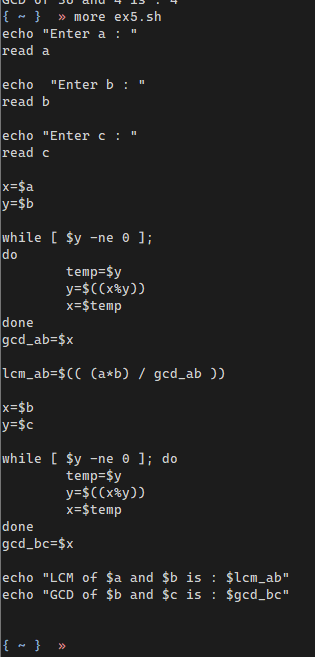 GCD of 36 and 4 is : 4
{ ~ }  » more ex5.sh
echo "Enter a : "
read a
echo  "Enter b : "
read b
echo "Enter c : "
read c
x=$a
y=$b
while [ $y -ne 0 ];
do
        temp=$y
        y=$((x%y))
        x=$temp
done
gcd_ab=$x
lcm_ab=$(( (a*b) / gcd_ab ))
x=$b
y=$c
while [ $y -ne 0 ]; do
        temp=$y
        y=$((x%y))
        x=$temp
done
gcd_bc=$x
echo "LCM of $a and $b is : $lcm_ab"
echo "GCD of $b and $c is : $gcd_bc"
{ ~ }  »